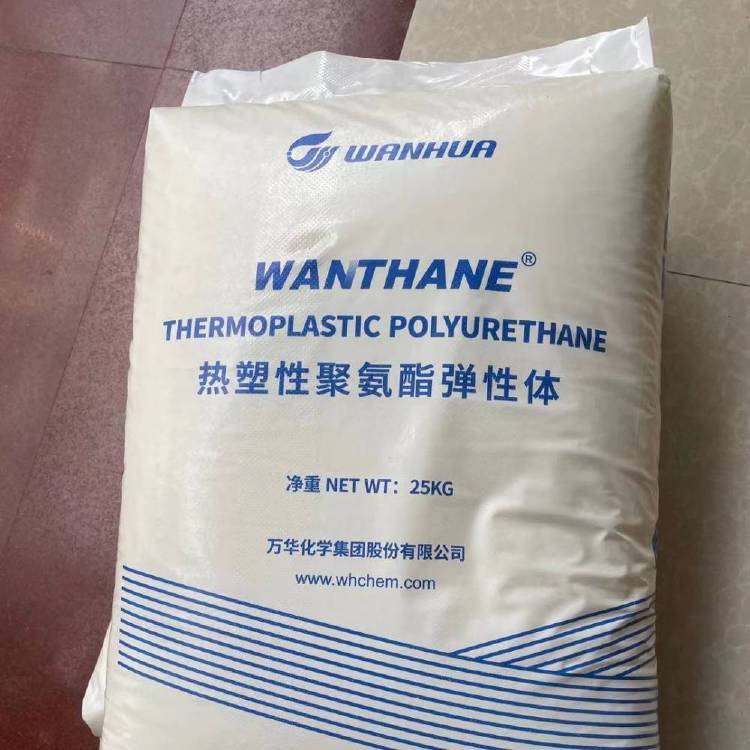 WANHUA
WANTHANE®
THERMOPLASTIC POLYURETHANE
热塑性聚氨酯弹性体
净重 NET WT：25KG
万华化学集团股份有限公司
www.whchem.com